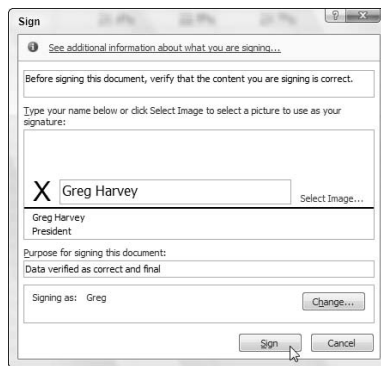 Sign
See additional information about what you are signing...
Before signing this document, verify that the content you are signing is correct.
Type your name below or click Select Image to select a picture to use as your
signature:
X Greg Harvey
Select Image...
Greg Harvey
President
Purpose for signing this document:
Data verified as correct and final
Signing as: Greg
Change...
Sign Cancel